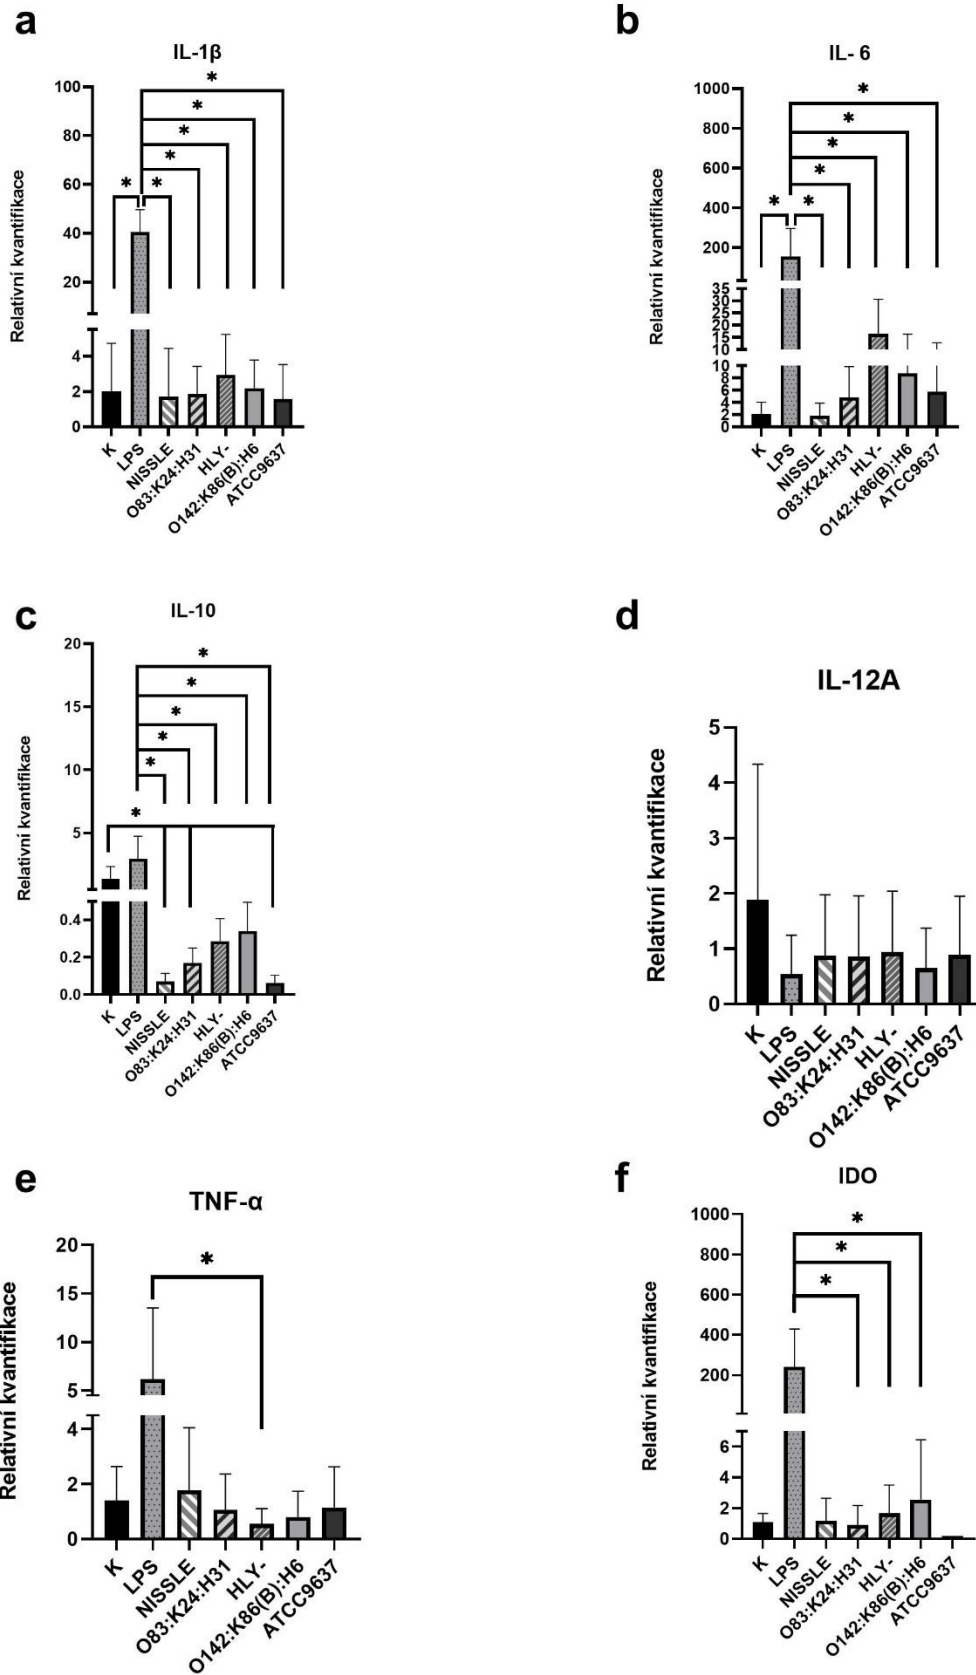 a
IL-1β
Relativní kvantifikace
100
80
60
40
20
4
2
0
*
*
*
*
*
*
K
LPS
NISSLE
O83:K24:H31
HLY-
O142:K86(B):H6
ATCC9637
b
IL- 6
Relativní kvantifikace
1000
800
600
400
200
35
30
25
20
15
10
10
8
6
4
2
0
*
*
*
*
*
*
K
LPS
NISSLE
O83:K24:H31
HLY-
O142:K86(B):H6
ATCC9637
c
IL-10
Relativní kvantifikace
20
15
10
5
0.4
0.2
0.0
*
*
*
*
*
*
K
LPS
NISSLE
O83:K24:H31
HLY-
O142:K86(B):H6
ATCC9637
d
IL-12A
Relativní kvantifikace
5
4
3
2
1
0
K
LPS
NISSLE
O83:K24:H31
HLY-
O142:K86(B):H6
ATCC9637
e
TNF-α
Relativní kvantifikace
20
15
10
5
4
2
0
*
K
LPS
NISSLE
O83:K24:H31
HLY-
O142:K86(B):H6
ATCC9637
f
IDO
Relativní kvantifikace
1000
800
600
400
200
6
4
2
0
*
*
*
K
LPS
NISSLE
O83:K24:H31
HLY-
O142:K86(B):H6
ATCC9637